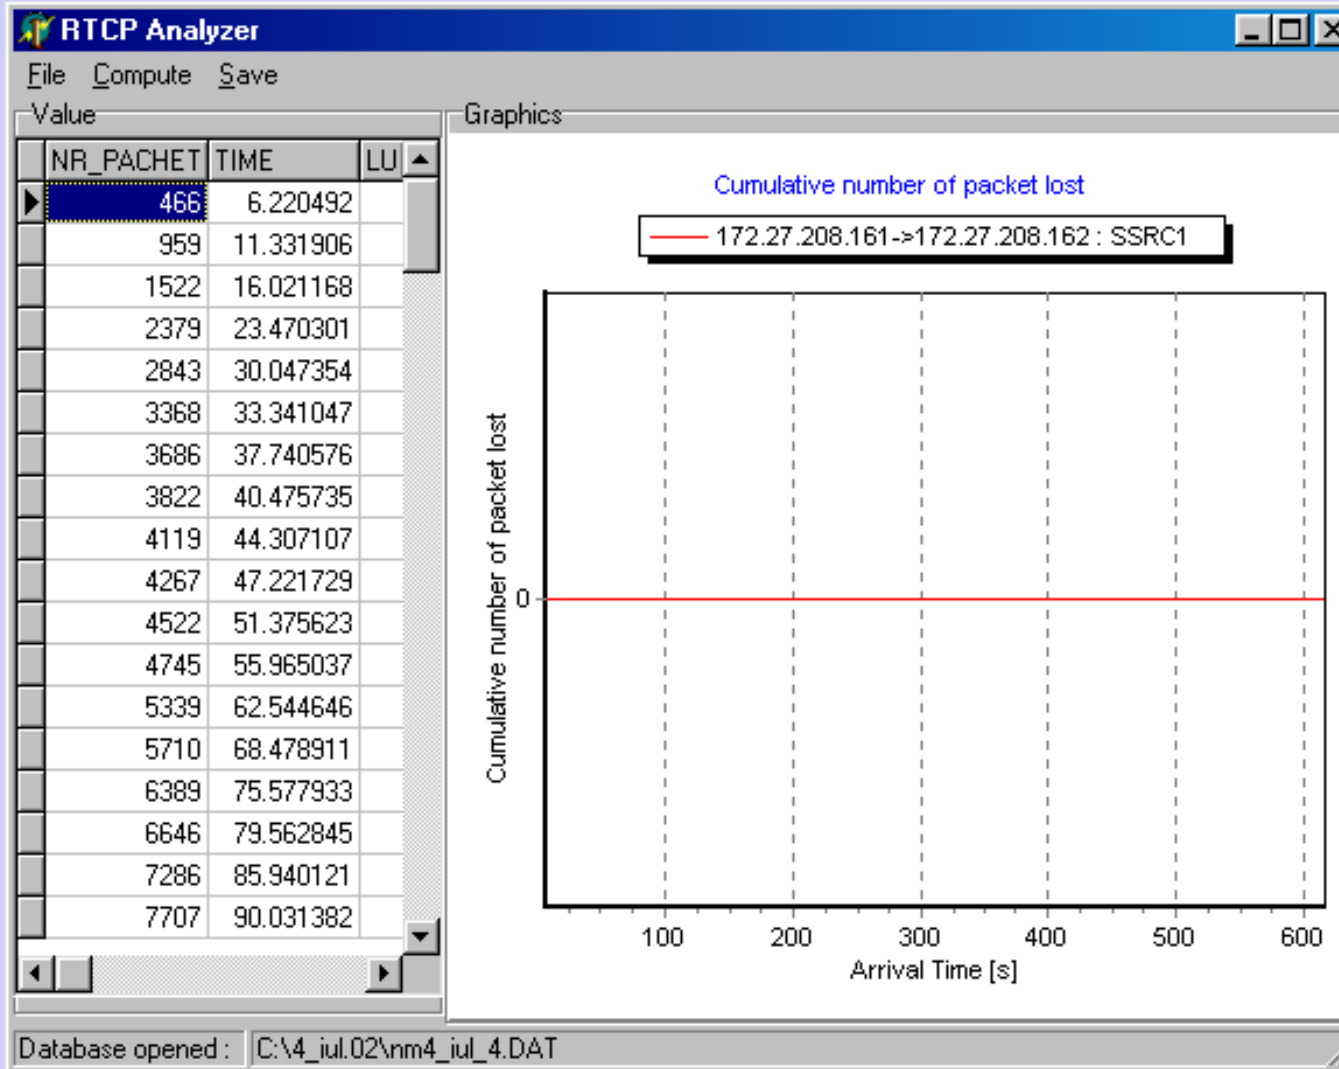 RTCP Analyzer
File Compute Save
Value
NR_PACHET TIME LU
466 6.220492
959 11.331906
1522 16.021168
2379 23.470301
2843 30.047354
3368 33.341047
3686 37.740576
3822 40.475735
4119 44.307107
4267 47.221729
4522 51.375623
4745 55.965037
5339 62.544646
5710 68.478911
6389 75.577933
6646 79.562845
7286 85.940121
7707 90.031382
Graphics
Cumulative number of packet lost
172.27.208.161->172.27.208.162 : SSRC1
Cumulative number of packet lost
0
100 200 300 400 500 600
Arrival Time [s]
Database opened : C:\4_iul.02\nm4_iul_4.DAT